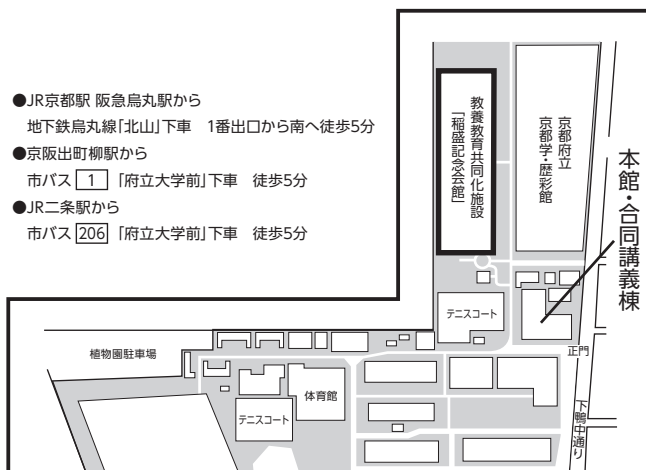 ●JR京都駅 阪急烏丸駅から
地下鉄烏丸線「北山」下車　1番出口から南へ徒歩5分
●京阪出町柳駅から
市バス 1 「府立大学前」下車　徒歩5分
●JR二条駅から
市バス 206 「府立大学前」下車　徒歩5分
教養教育共同化施設
「稲盛記念会館」
京都府立
京都学・歴彩館
本館・合同講義棟
テニスコート
正門
植物園駐車場
体育館
テニスコート
下鴨中通り